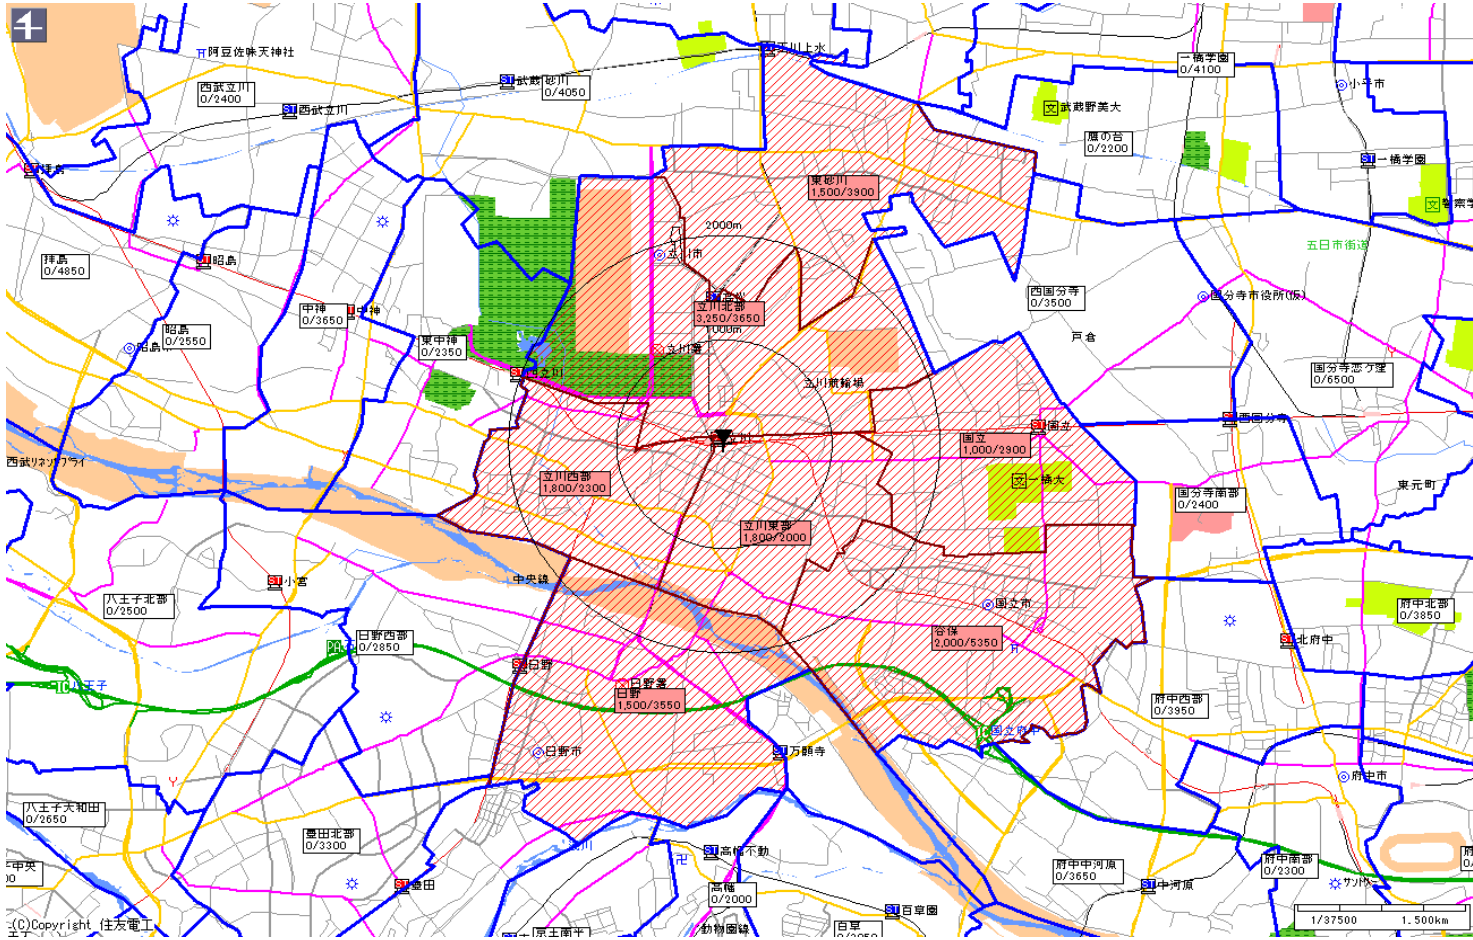 阿豆佐味天神社
玉川上水
一橋学園
0/4100
西武立川
0/2400
武蔵砂川
0/4050
小平市
西武立川
武蔵野美大
鷹の台
0/2200
一橋学園
拝島
東砂川
1,500/3900
2000m
五日市街道
立川市
昭島
拝島
0/4850
西国分寺
0/3500
国分寺市役所(仮)
中神
0/3650
中神
立川北部
3,250/3650
1000m
昭島
0/2550
東中神
0/2350
戸倉
立川署
国分寺恋ケ窪
0/6500
西立川
立川競輪場
西国分寺
国立
立川
国立
1,000/2900
西武リネンサプライ
立川西部
1,800/2300
一橋大
東元町
国分寺南部
0/2400
立川東部
1,800/2000
中央線
小宮
八王子北部
0/2500
国立市
府中北部
0/3850
谷保
2,000/5350
日野西部
0/2850
PA
北府中
日野
八王子
IC
日野署
日野
1,500/3550
府中西部
0/3950
国立府中
IC
日野市
万願寺
府中市
八王子大和田
0/2650
豊田北部
0/3300
高幡不動
府中中河原
0/3650
府中南部
0/2300
豊田
高幡
0/2000
中河原
サントリー
百草園
1/37500
1.500km
(C)Copyright 住友電工
動物園線
百草